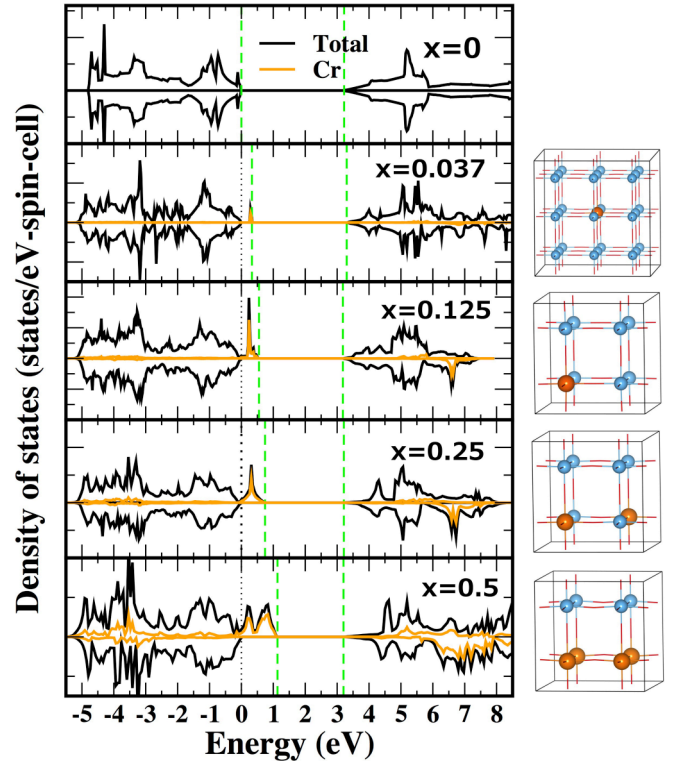 Density of states (states/eV-spin-cell)
Total
Cr
x=0
x=0.037
x=0.125
x=0.25
x=0.5
-5 -4 -3 -2 -1 0 1 2 3 4 5 6 7 8
Energy (eV)